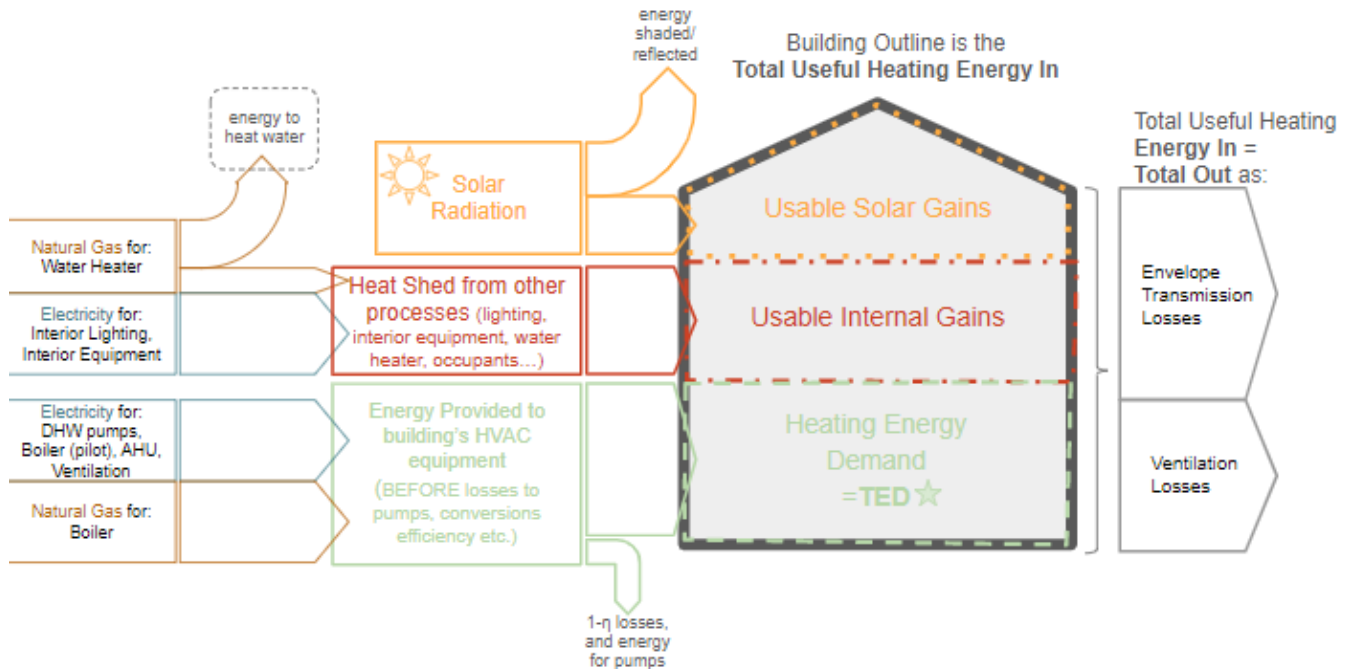 energy
shaded/
reflected
Building Outline is the
Total Useful Heating Energy In
energy to
heat water
Total Useful Heating
Energy In =
Total Out as:
Solar
Radiation
Usable Solar Gains
Natural Gas for:
Water Heater
Heat Shed from other
processes (lighting,
interior equipment, water
heater, occupants...)
Electricity for:
Interior Lighting,
Interior Equipment
Usable Internal Gains
Envelope
Transmission
Losses
Electricity for:
DHW pumps,
Boiler (pilot), AHU,
Ventilation
Natural Gas for:
Boiler
Energy Provided to
building's HVAC
equipment
(BEFORE losses to
pumps, conversions
efficiency etc.)
Heating Energy
Demand
=TED
Ventilation
Losses
1-η losses,
and energy
for pumps